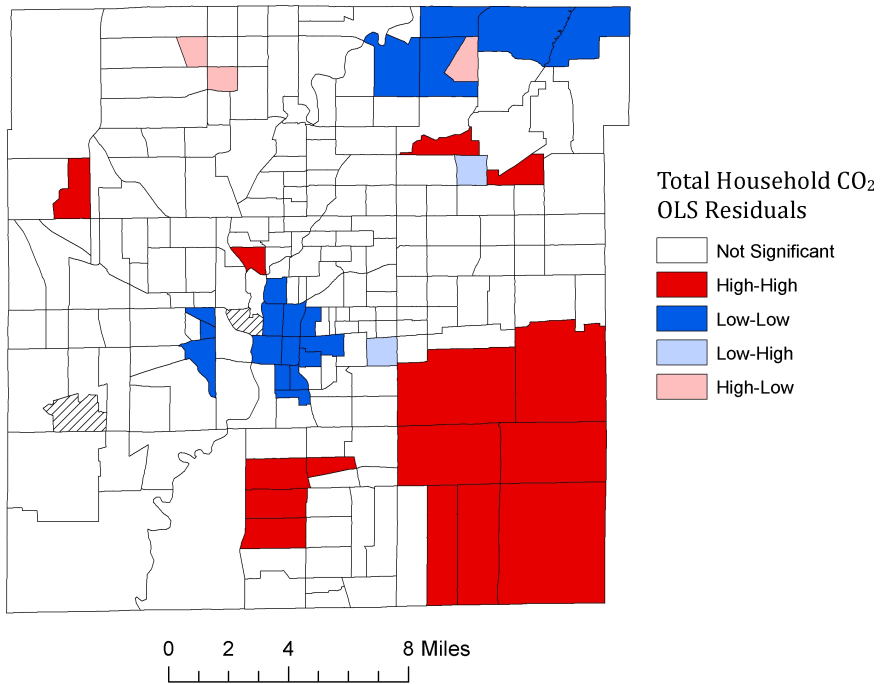 Total Household CO₂
OLS Residuals
Not Significant
High-High
Low-Low
Low-High
High-Low
0 2 4 8 Miles